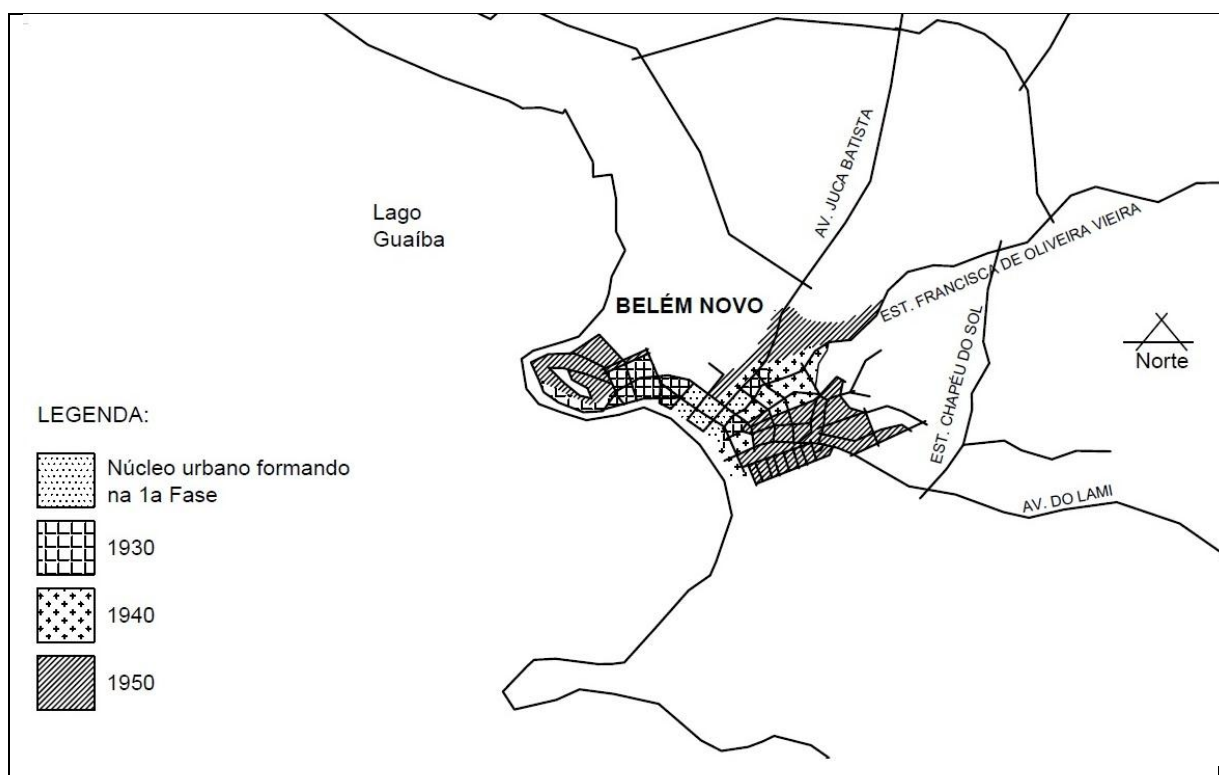 AV. JUCA BATISTA
Lago
Guaíba
EST. FRANCISCA DE OLIVEIRA VIEIRA
BELÉM NOVO
EST. CHAPÉU DO SOL
Norte
LEGENDA:
Núcleo urbano formando
na 1a Fase
1930
1940
1950
AV. DO LAMI